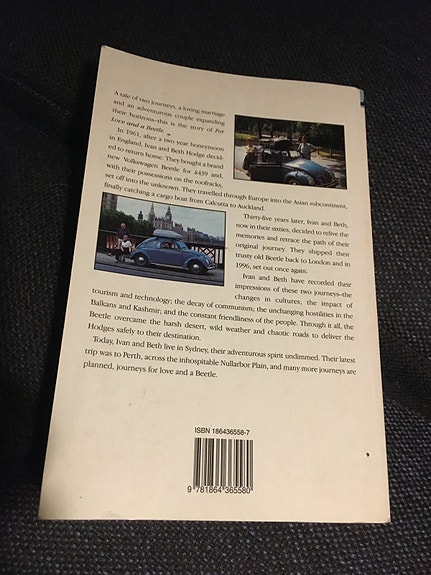 A tale of two journeys, a loving marriage
and an adventurous couple expanding
their horizons–this is the story of For
Love and a Beetle.
In 1961, after a two year honeymoon
in England, Ivan and Beth Hodge decid-
ed to return home. They bought a brand
new Volkswagen Beetle for £439 and,
with their possessions on the roofracks,
set off into the unknown. They travelled through Europe into the Asian subcontinent,
finally catching a cargo boat from Calcutta to Auckland.
Thirty-five years later, Ivan and Beth,
now in their sixties, decided to relive the
memories and retrace the path of their
original journey. They shipped their
trusty old Beetle back to London and in
1996, set out once again.
Ivan and Beth have recorded their
impressions of these two journeys–the
changes in cultures; the impact of
tourism and technology; the decay of communism; the unchanging hostilities in the
Balkans and Kashmir; and the constant friendliness of the people. Through it all, the
Beetle overcame the harsh desert, wild weather and chaotic roads to deliver the
Hodges safely to their destination.
Today, Ivan and Beth live in Sydney, their adventurous spirit undimmed. Their latest
trip was to Perth, across the inhospitable Nullarbor Plain, and many more journeys are
planned, journeys for love and a Beetle.
ISBN 186436558-7
9 781864 365580